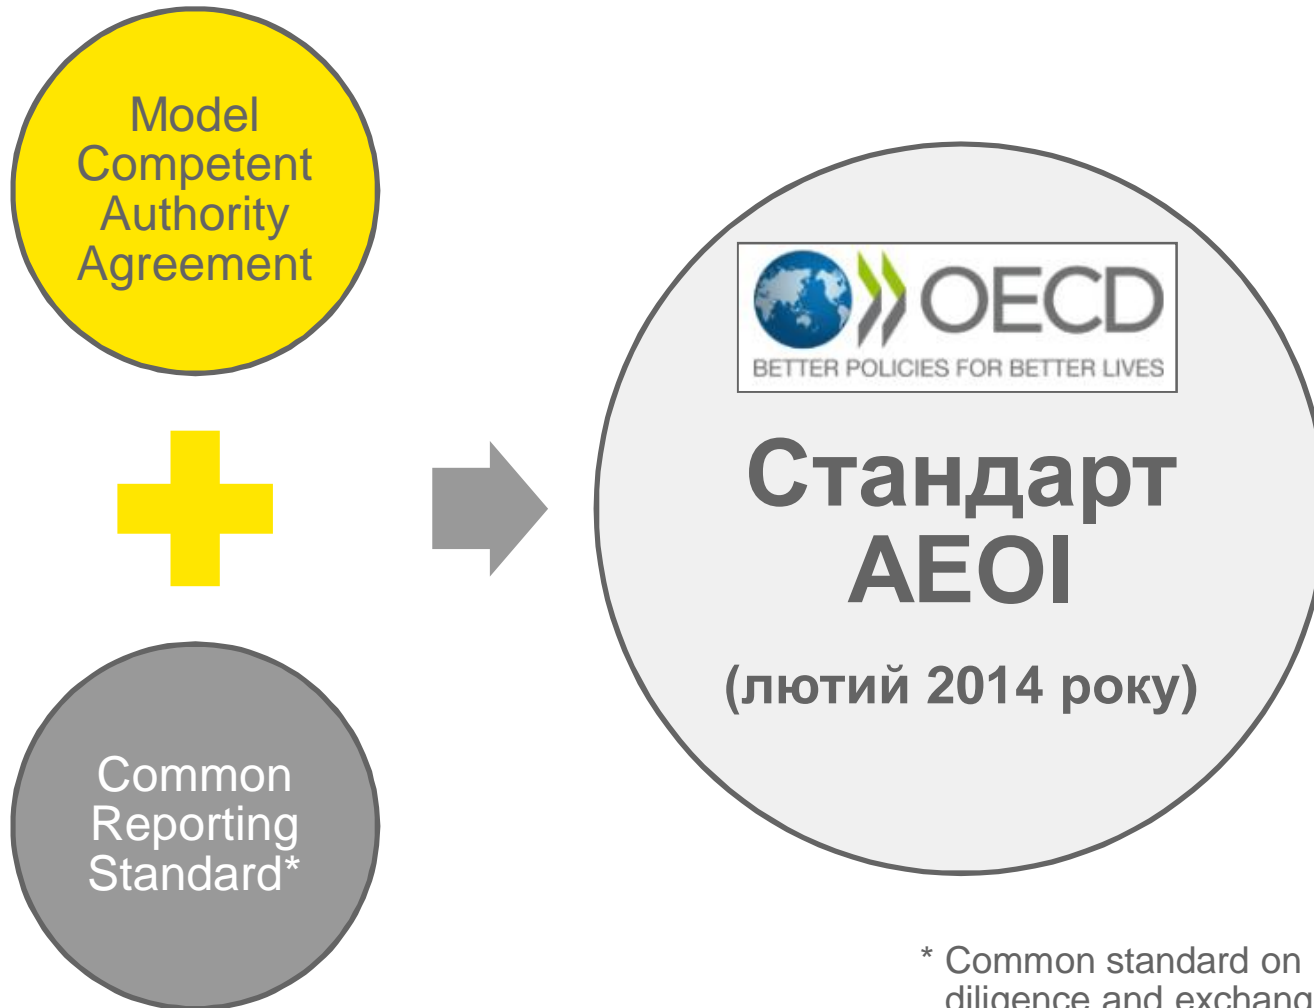 Model
Competent
Authority
Agreement
Common
Reporting
Standard*
OECD
BETTER POLICIES FOR BETTER LIVES
Стандарт
AEOI
(лютий 2014 року)
* Common standard on
diligence and exchang